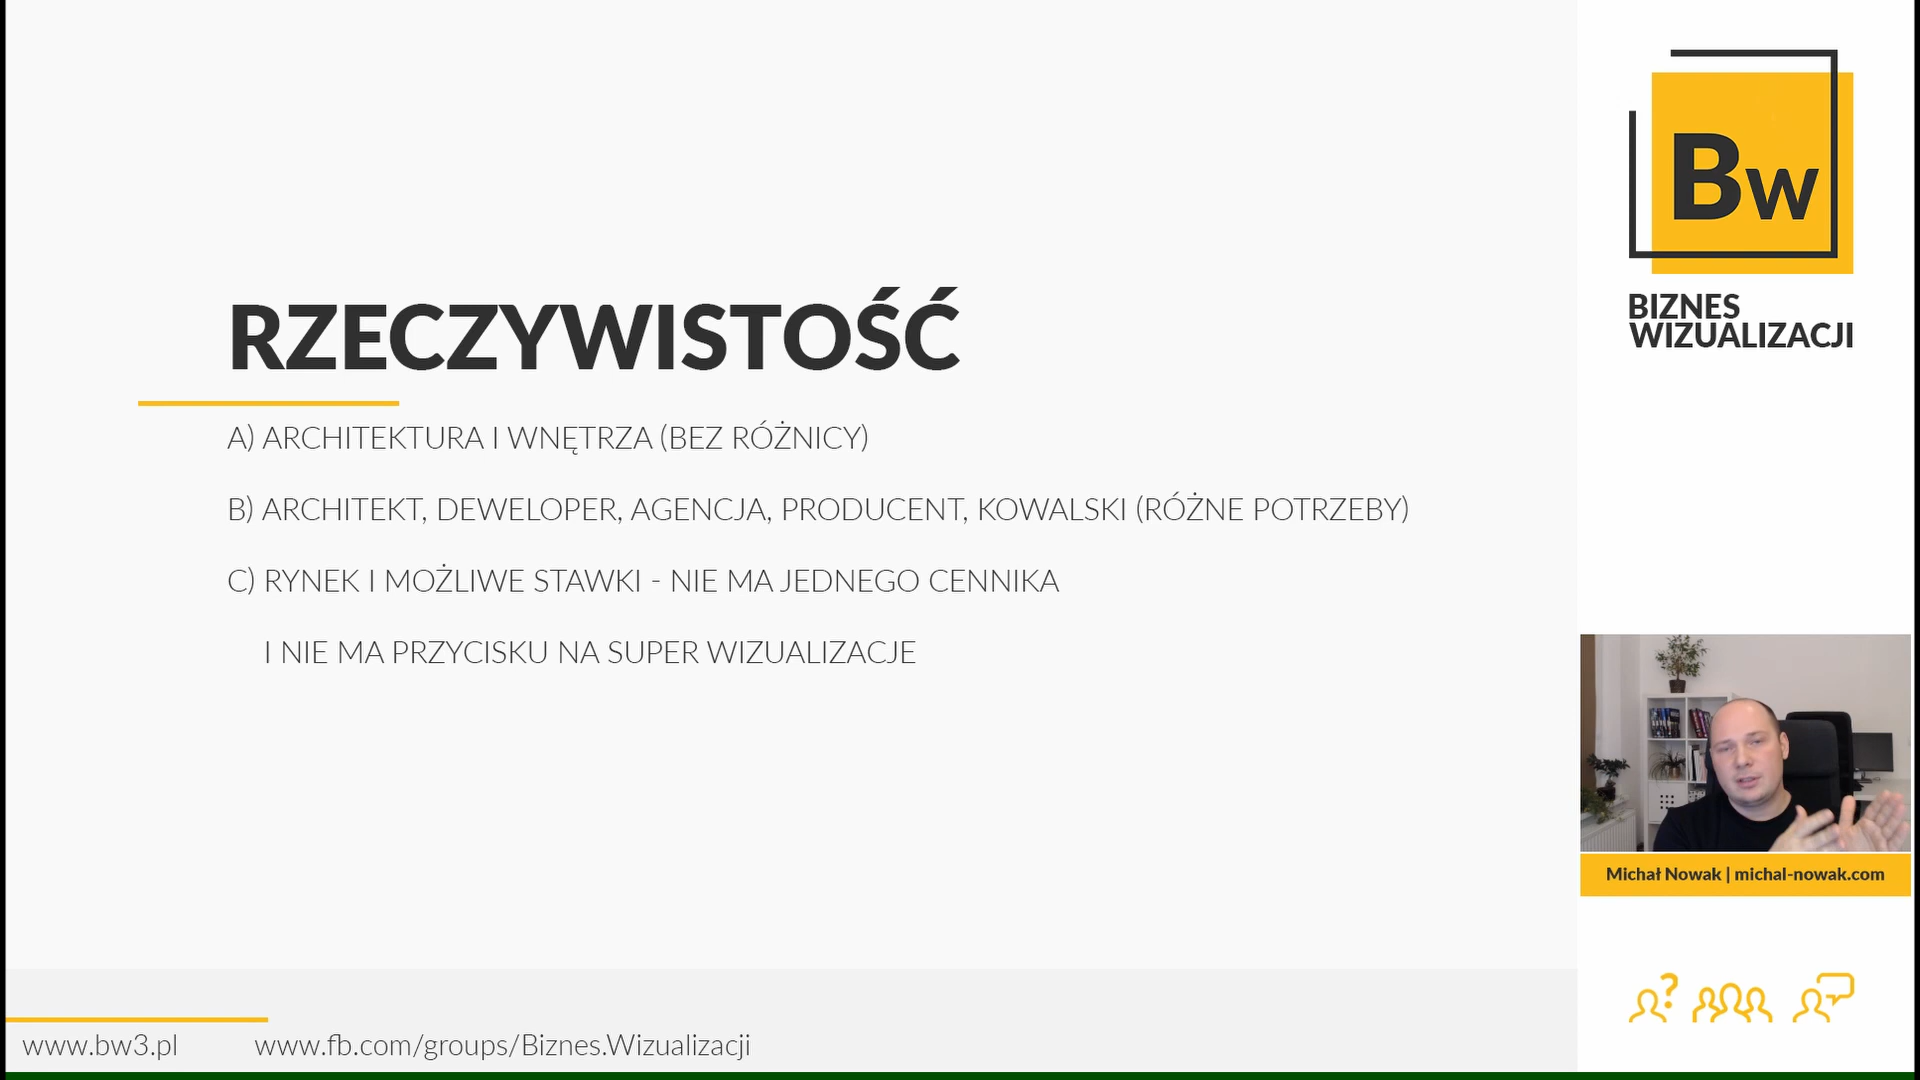 RZECZYWISTOŚĆ
A) ARCHITEKTURA I WNĘTRZA (BEZ RÓŻNICY)
B) ARCHITEKT, DEWELOPER, AGENCJA, PRODUCENT, KOWALSKI (RÓŻNE POTRZEBY)
C) RYNEK I MOŻLIWE STAWKI - NIE MA JEDNEGO CENNIKA
I NIE MA PRZYCISKU NA SUPER WIZUALIZACJE
www.bw3.pl
www.fb.com/groups/Biznes.Wizualizacji
Bw
BIZNES
WIZUALIZACJI
Michał Nowak | michal-nowak.com
?